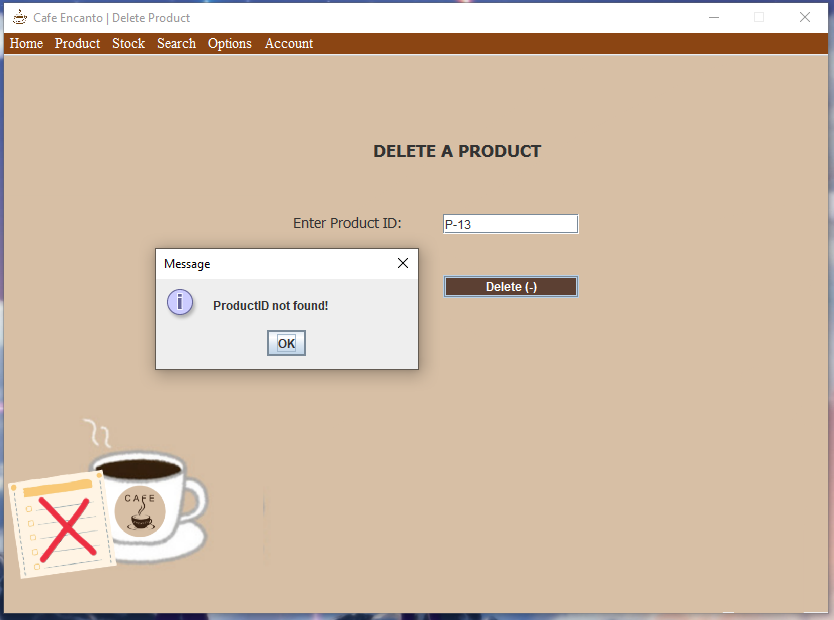 Cafe Encanto | Delete Product
Home Product Stock Search Options Account
DELETE A PRODUCT
Enter Product ID: P-13
Message
Delete (-)
ProductID not found!
OK
CAFE